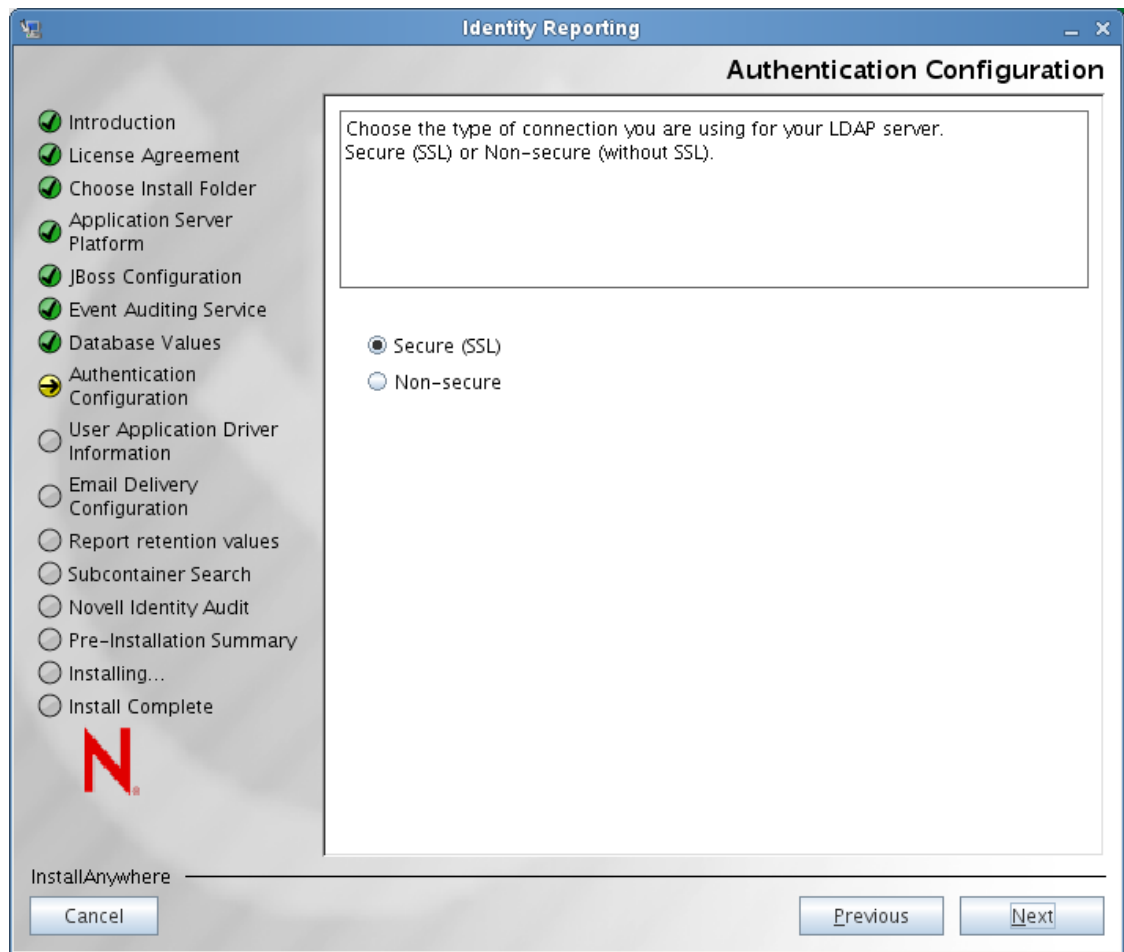 Identity Reporting
Authentication Configuration
Introduction
License Agreement
Choose Install Folder
Application Server
Platform
JBoss Configuration
Event Auditing Service
Database Values
Authentication
Configuration
User Application Driver
Information
Email Delivery
Configuration
Report retention values
Subcontainer Search
Novell Identity Audit
Pre-Installation Summary
Installing...
Install Complete
N®
Choose the type of connection you are using for your LDAP server.
Secure (SSL) or Non-secure (without SSL).
Secure (SSL)
Non-secure
InstallAnywhere
Cancel
Previous
Next